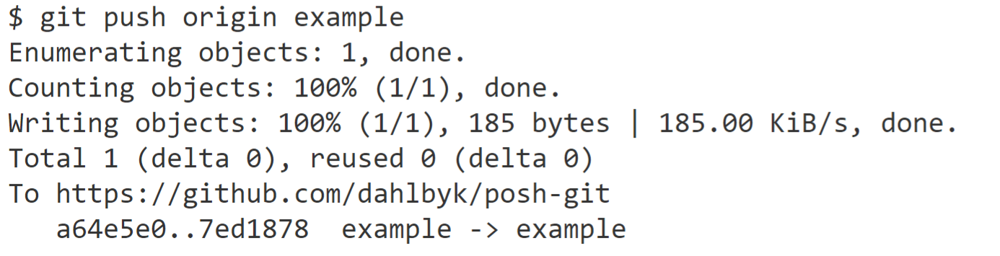 $ git push origin example
Enumerating objects: 1, done.
Counting objects: 100% (1/1), done.
Writing objects: 100% (1/1), 185 bytes | 185.00 KiB/s, done.
Total 1 (delta 0), reused 0 (delta 0)
To https://github.com/dahlbyk/posh-git
   a64e5e0..7ed1878  example -> example